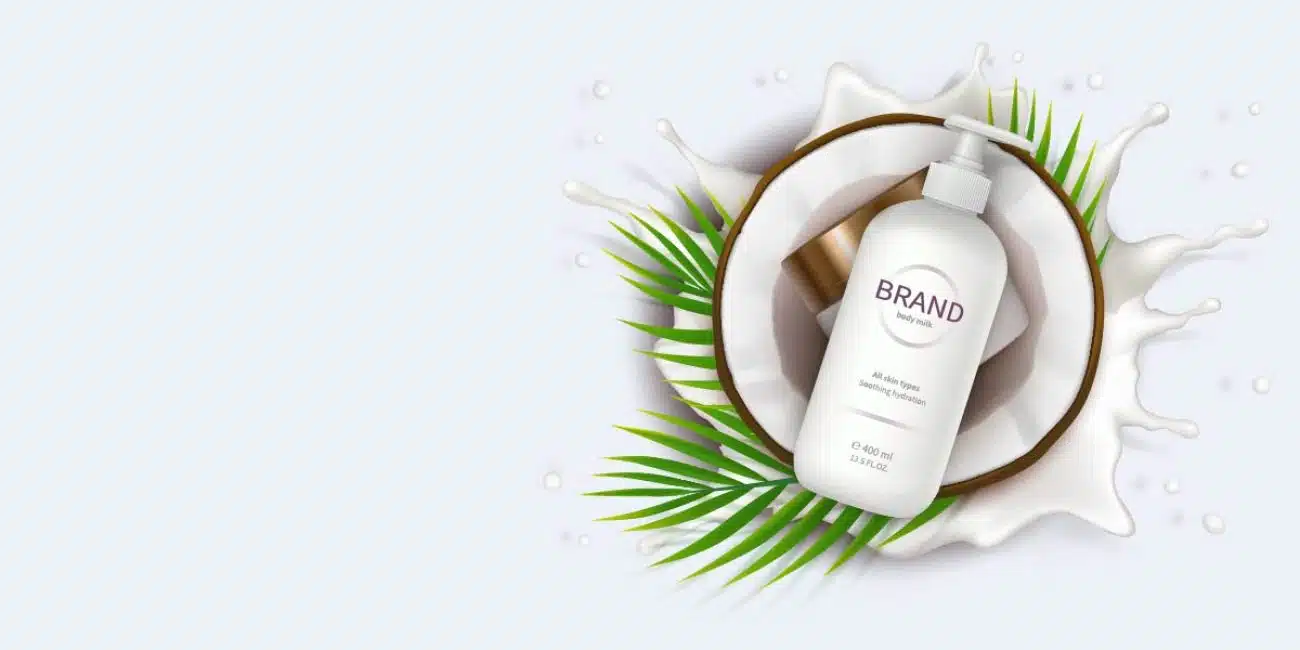 BRAND
body milk
All skin types
Soothing hydration
℮ 400 ml
13.5 FL.OZ.